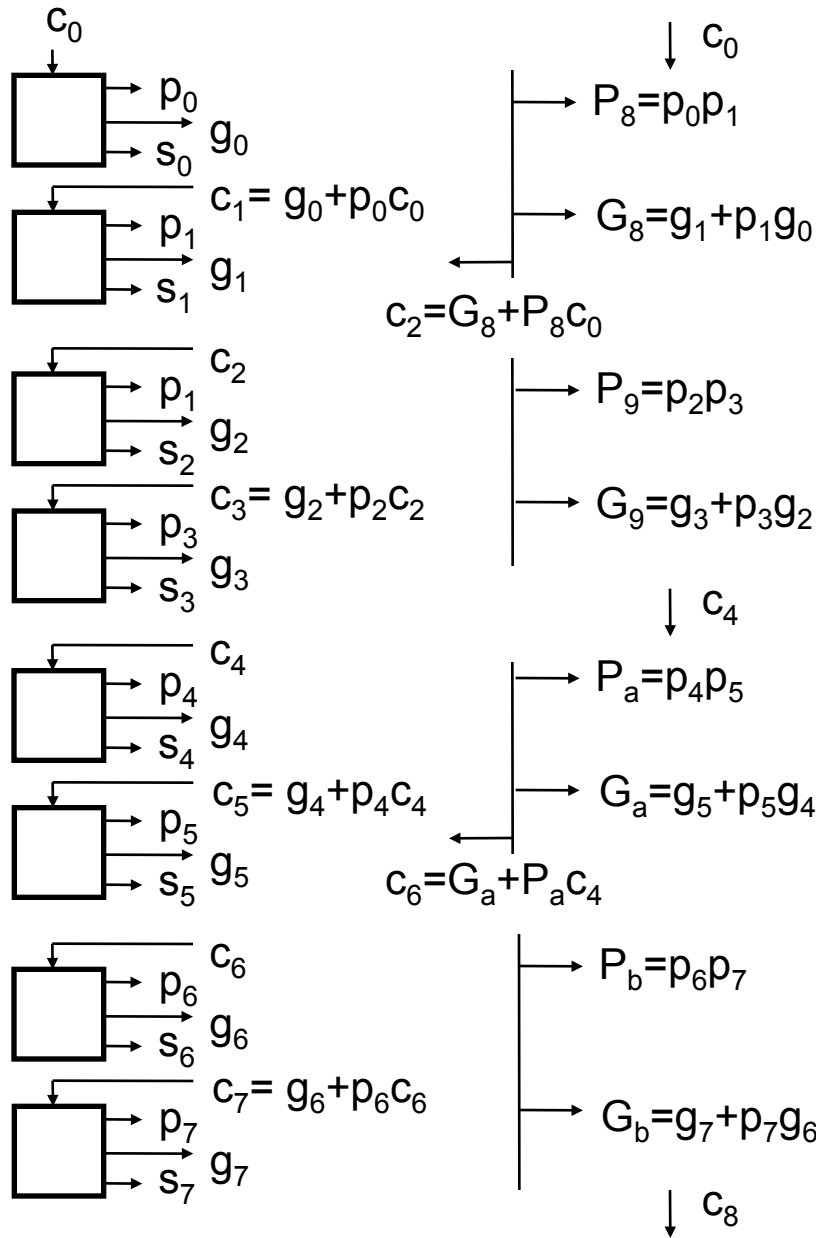 c₀
p₀
g₀
s₀
c₁= g₀+p₀c₀
p₁
g₁
s₁
c₂
p₁
g₂
s₂
c₃= g₂+p₂c₂
p₃
g₃
s₃
c₄
p₄
g₄
s₄
c₅= g₄+p₄c₄
p₅
g₅
s₅
c₆
p₆
g₆
s₆
c₇= g₆+p₆c₆
p₇
g₇
s₇
c₀
P₈=p₀p₁
G₈=g₁+p₁g₀
c₂=G₈+P₈c₀
P₉=p₂p₃
G₉=g₃+p₃g₂
c₄
Pₐ=p₄p₅
Gₐ=g₅+p₅g₄
c₆=Gₐ+Pₐc₄
P_b=p₆p₇
G_b=g₇+p₇g₆
c₈